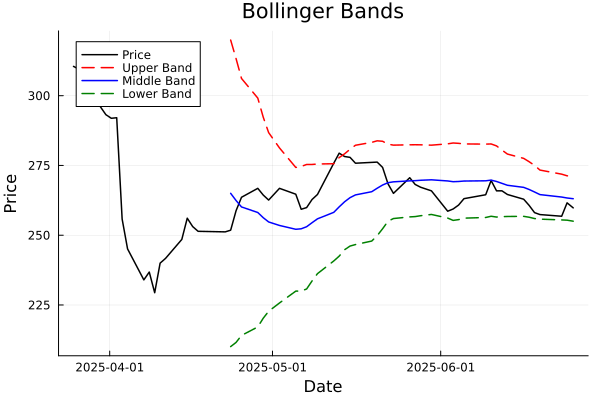 Bollinger Bands
Price
Upper Band
Middle Band
Lower Band
300
275
250
225
Price
2025-04-01
2025-05-01
2025-06-01
Date